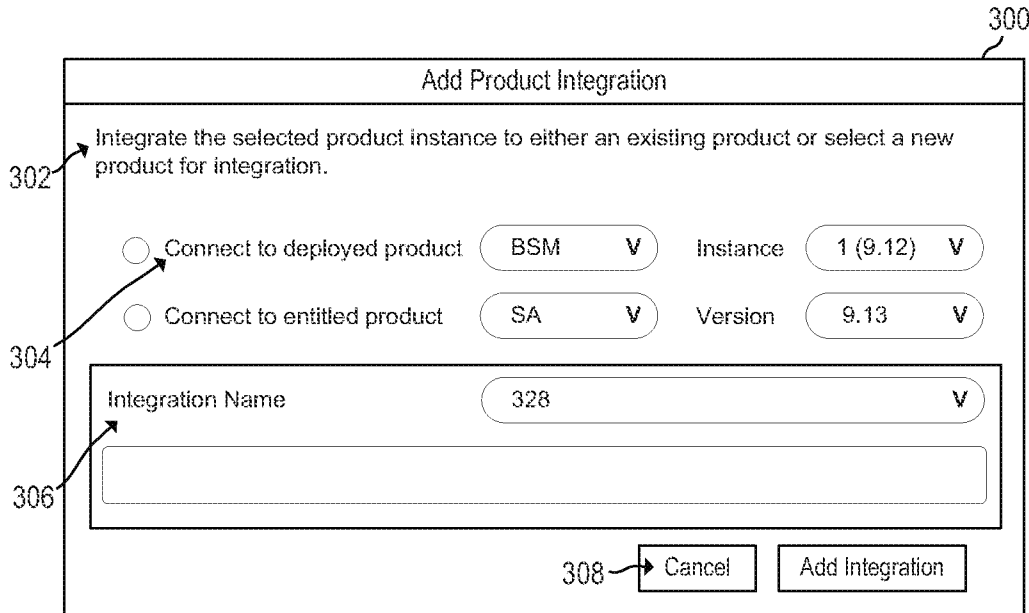 300
Add Product Integration
Integrate the selected product instance to either an existing product or select a new
product for integration.
302
Connect to deployed product BSM V Instance 1 (9.12) V
Connect to entitled product SA V Version 9.13 V
304
Integration Name 328 V
306
308 Cancel Add Integration